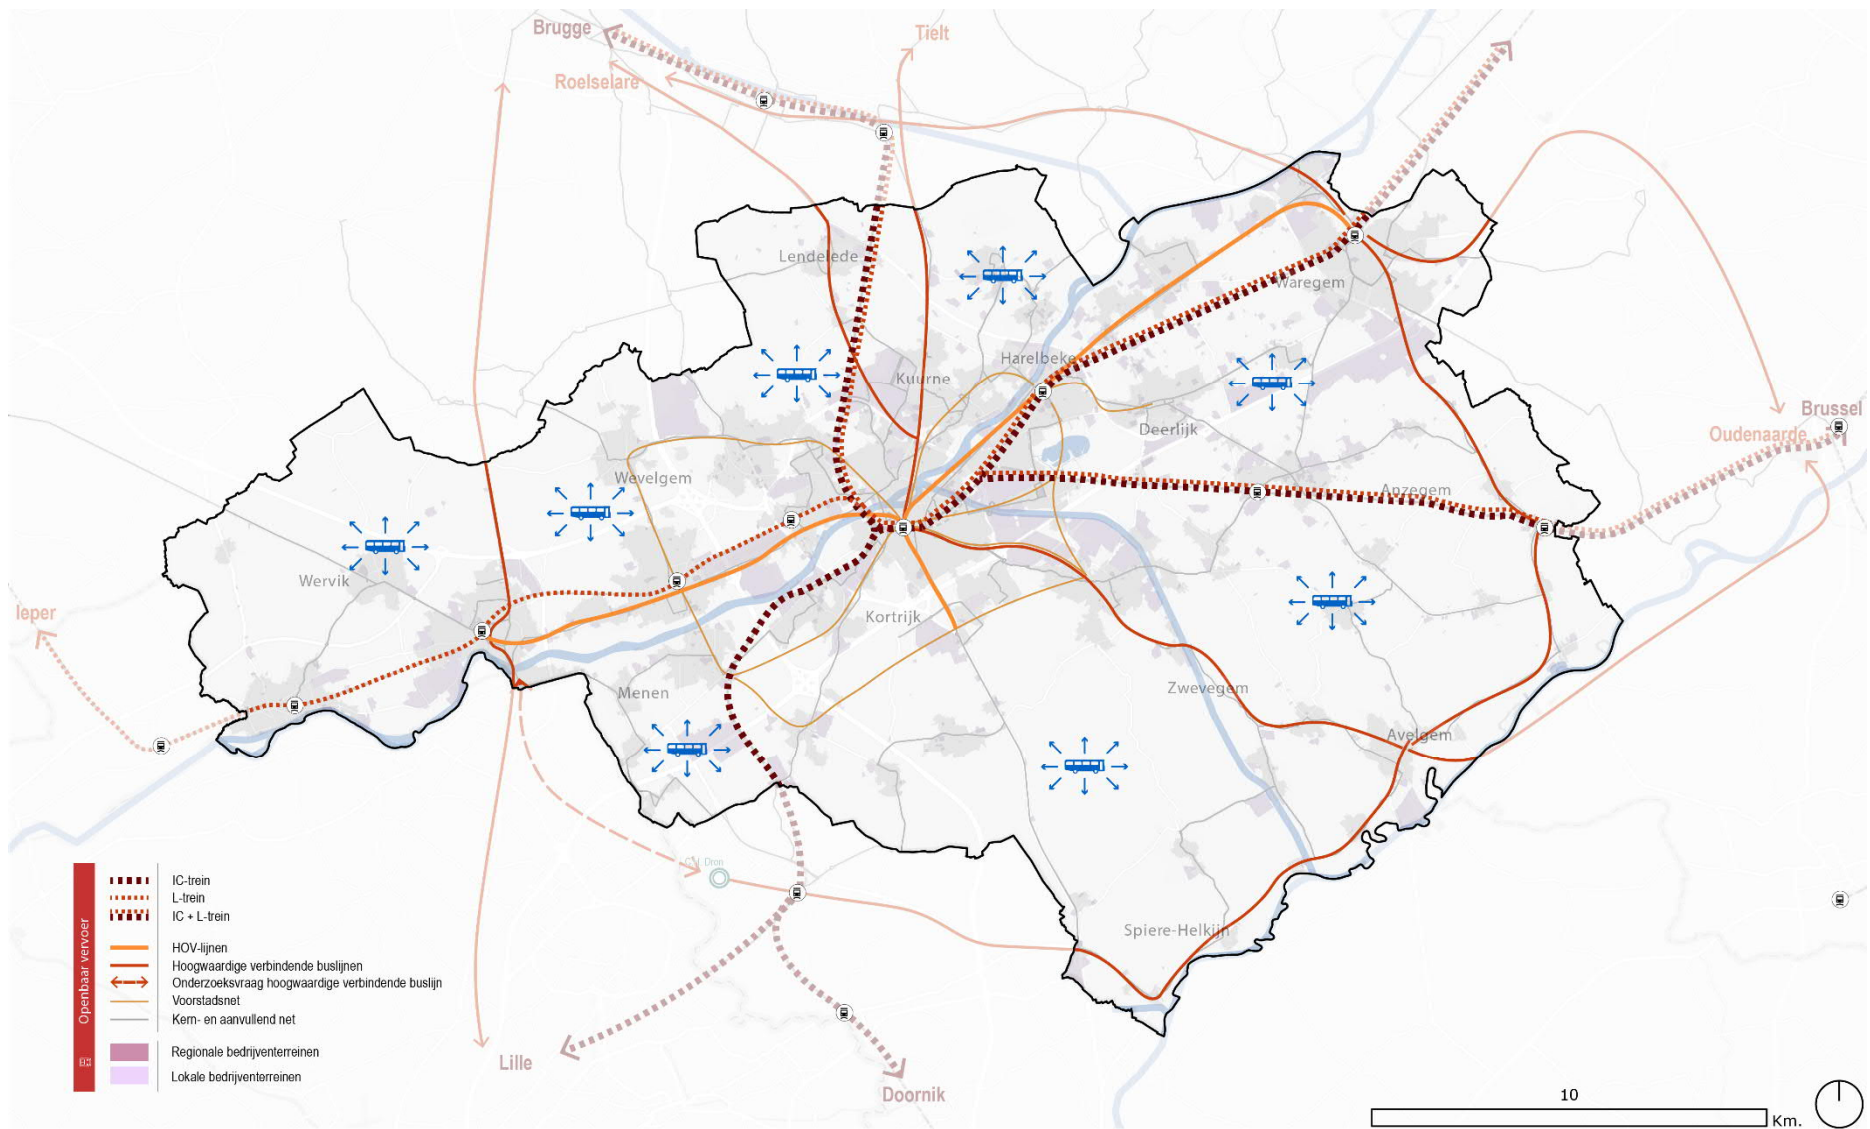 Brugge
Tielt
Roelselare
Lendelede
Waregem
Harelbeke
Kuurne
Brussel
Deerlijk
Oudenaarde
Wevelgem
Anzegem
Wervik
Ieper
Kortrijk
Menen
Zwevegem
Avelgem
C.H. Dron
Spiere-Helkijn
Lille
Doornik
Openbaar vervoer
IC-trein
L-trein
IC + L-trein
HOV-lijnen
Hoogwaardige verbindende buslijnen
Onderzoeksvraag hoogwaardige verbindende buslijn
Voorstadsnet
Kern- en aanvullend net
Regionale bedrijventerreinen
Lokale bedrijventerreinen
10
Km.